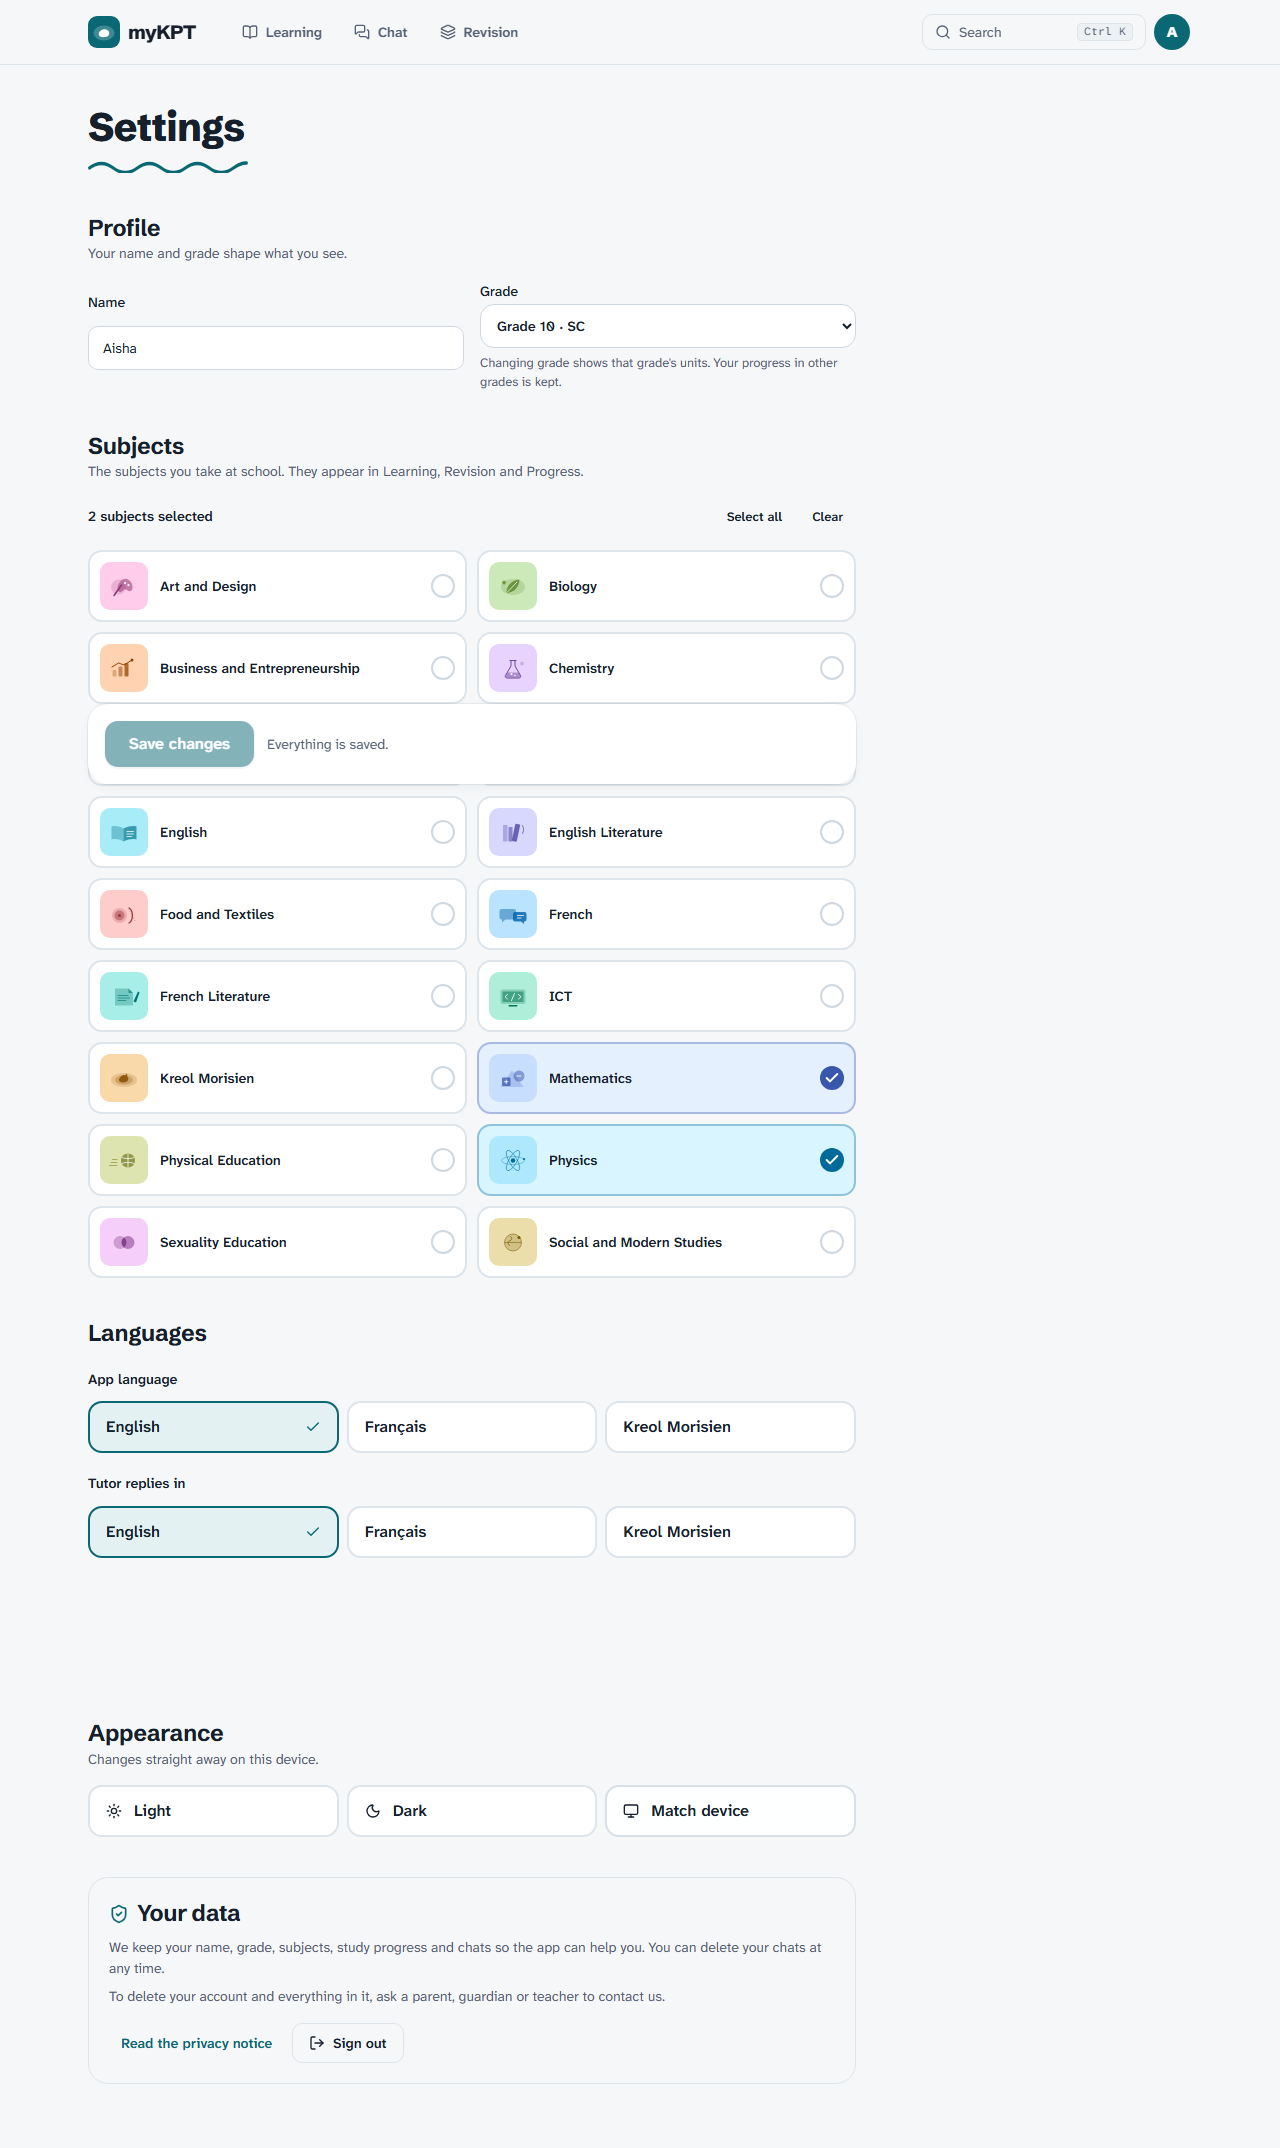 myKPT
Learning
Chat
Revision
Search
Ctrl K
A
Settings
Profile
Your name and grade shape what you see.
Name
Aisha
Grade
Grade 10 · SC
Changing grade shows that grade's units. Your progress in other
grades is kept.
Subjects
The subjects you take at school. They appear in Learning, Revision and Progress.
2 subjects selected
Select all
Clear
Art and Design
Biology
Business and Entrepreneurship
Chemistry
Save changes
Everything is saved.
English
English Literature
Food and Textiles
French
French Literature
ICT
Kreol Morisien
Mathematics
Physical Education
Physics
Sexuality Education
Social and Modern Studies
Languages
App language
English
Français
Kreol Morisien
Tutor replies in
English
Français
Kreol Morisien
Appearance
Changes straight away on this device.
Light
Dark
Match device
Your data
We keep your name, grade, subjects, study progress and chats so the app can help you. You can delete your chats at
any time.
To delete your account and everything in it, ask a parent, guardian or teacher to contact us.
Read the privacy notice
Sign out